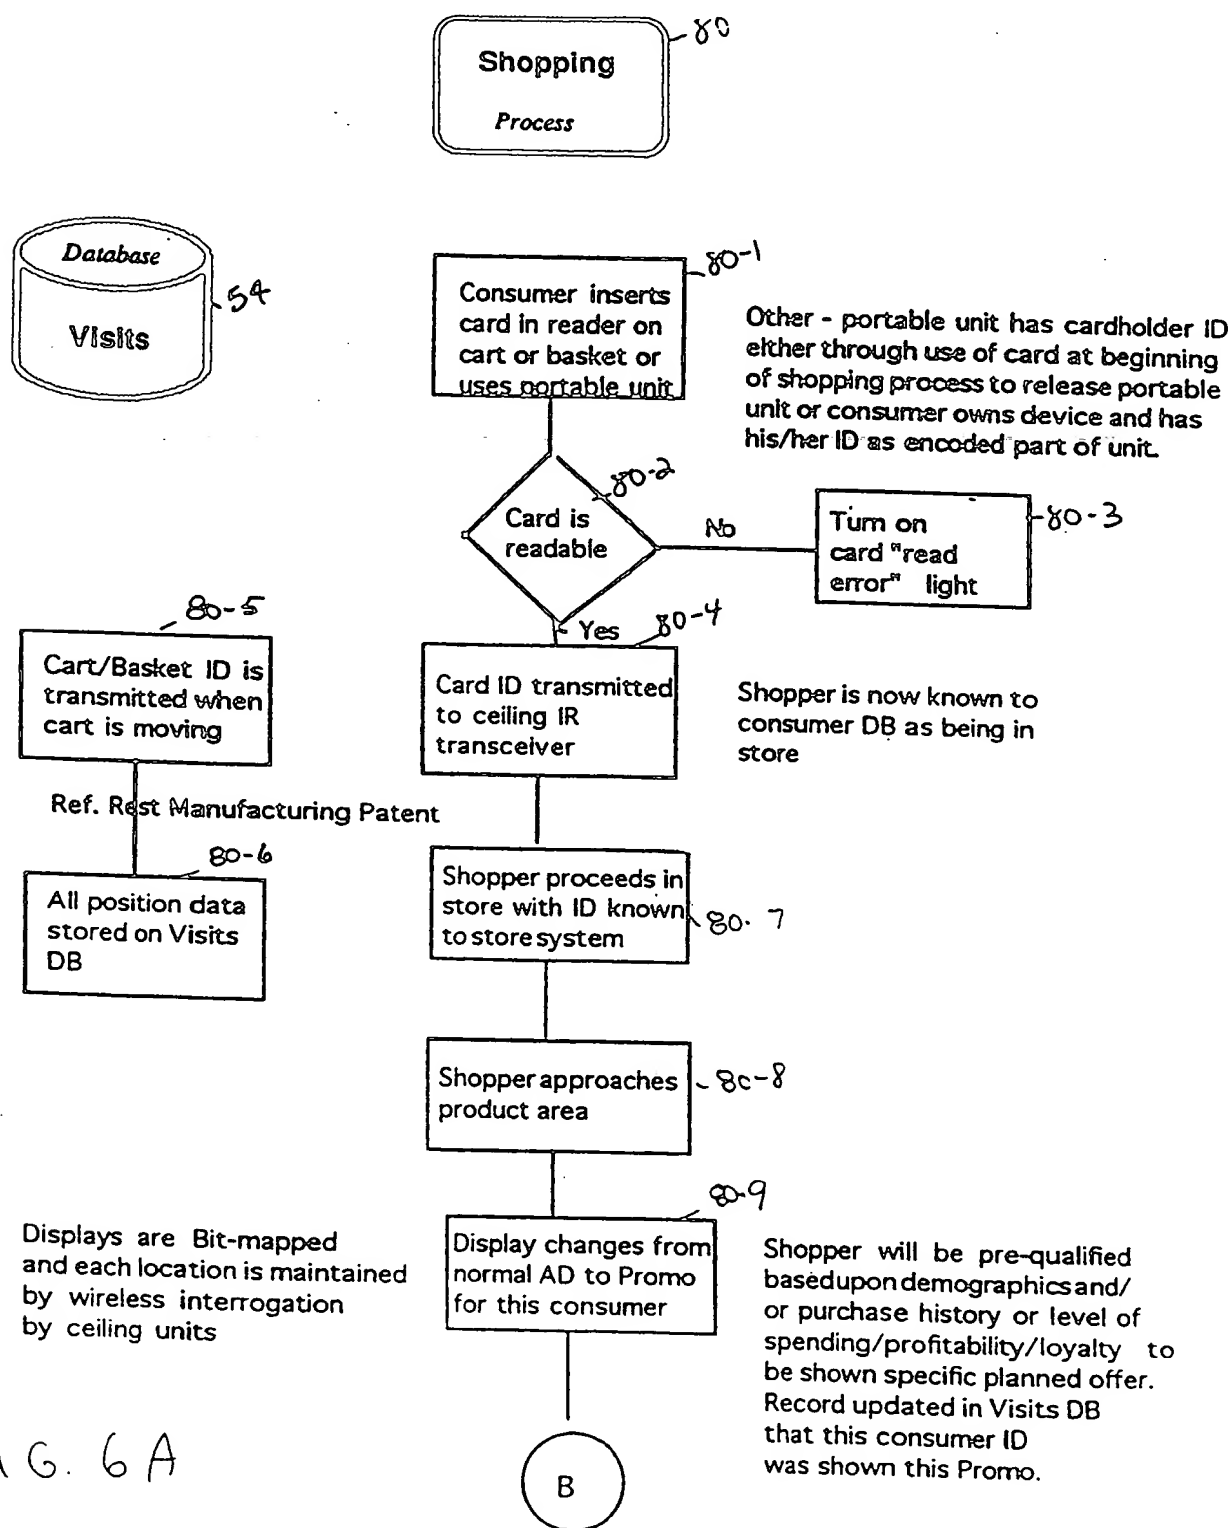 80
Shopping
Process
Database
Visits
54
80-1
Consumer inserts
card in reader on
cart or basket or
uses portable unit
Other - portable unit has cardholder ID
either through use of card at beginning
of shopping process to release portable
unit or consumer owns device and has
his/her ID as encoded part of unit.
80-2
Card is
readable
No
Turn on
card "read
error" light
80-3
Yes
80-4
Card ID transmitted
to ceiling IR
transceiver
Shopper is now known to
consumer DB as being in
store
80-5
Cart/Basket ID is
transmitted when
cart is moving
Ref. Rest Manufacturing Patent
80-6
All position data
stored on Visits
DB
Shopper proceeds in
store with ID known
to store system
80-7
Shopper approaches
product area
80-8
80-9
Display changes from
normal AD to Promo
for this consumer
Displays are Bit-mapped
and each location is maintained
by wireless interrogation
by ceiling units
Shopper will be pre-qualified
based upon demographics and/
or purchase history or level of
spending/profitability/loyalty to
be shown specific planned offer.
Record updated in Visits DB
that this consumer ID
was shown this Promo.
B
G. 6A